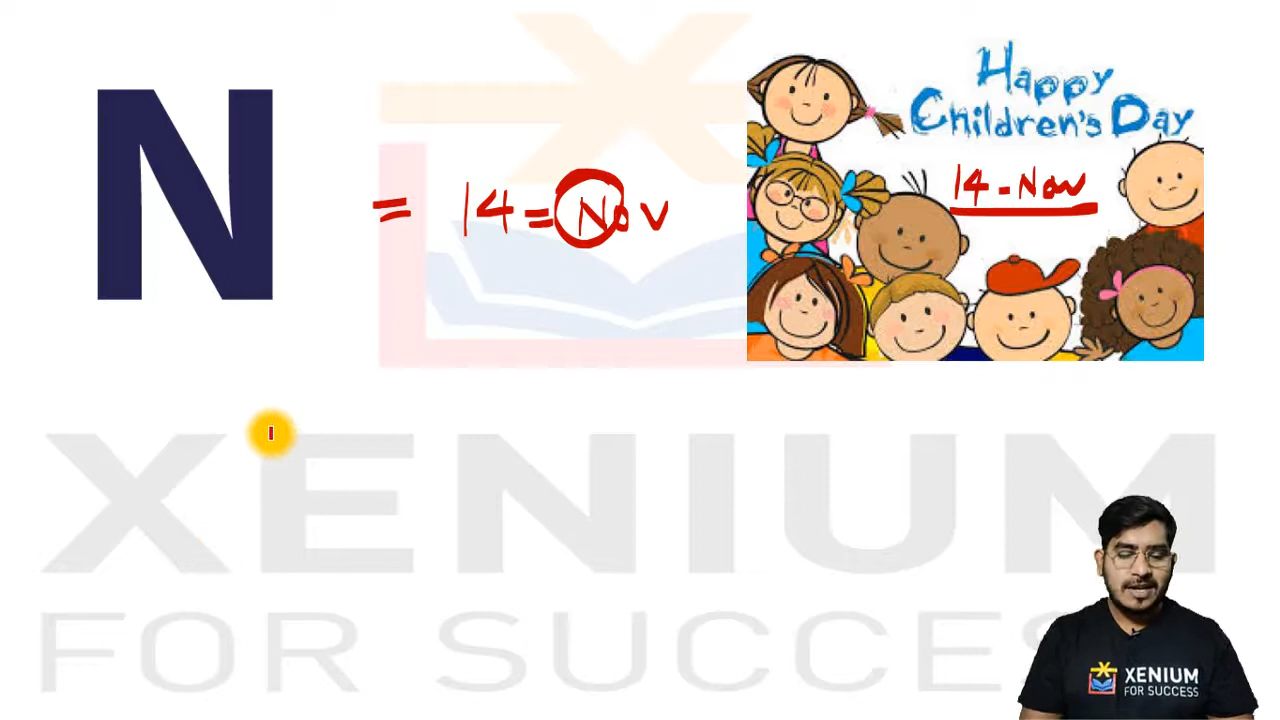 N
= 14 = Nov
Happy
Children's Day
14 - Nov
XENIUM
FOR SUCCESS
XENIUM
FOR SUCCESS